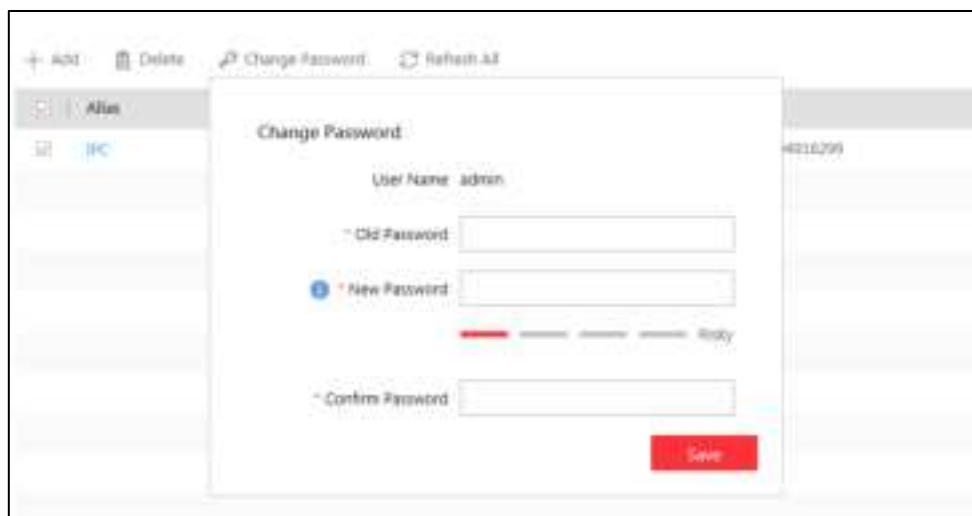 Add Delete Change Password Refresh All
Alias
IPC
Change Password
User Name admin
* Old Password
* New Password
Risky
* Confirm Password
Save